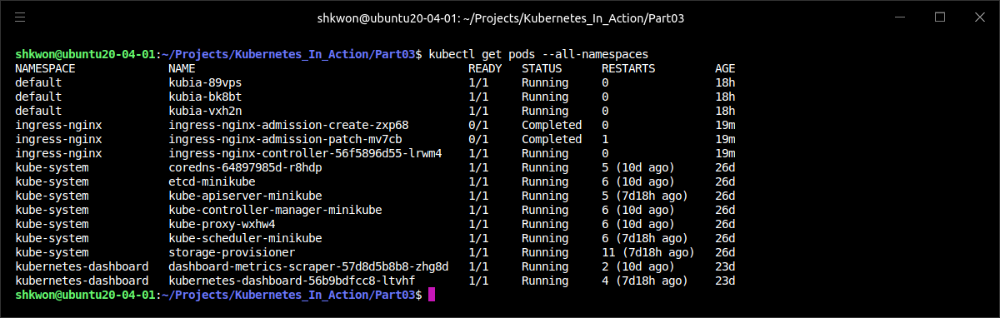 shkwon@ubuntu20-04-01: ~/Projects/Kubernetes_In_Action/Part03
shkwon@ubuntu20-04-01:~/Projects/Kubernetes_In_Action/Part03$ kubectl get pods --all-namespaces
NAMESPACE NAME READY STATUS RESTARTS AGE
default kubia-89vps 1/1 Running 0 18h
default kubia-bk8bt 1/1 Running 0 18h
default kubia-vxh2n 1/1 Running 0 18h
ingress-nginx ingress-nginx-admission-create-zxp68 0/1 Completed 0 19m
ingress-nginx ingress-nginx-admission-patch-mv7cb 0/1 Completed 1 19m
ingress-nginx ingress-nginx-controller-56f5896d55-lrwm4 1/1 Running 0 19m
kube-system coredns-64897985d-r8hdp 1/1 Running 5 (10d ago) 26d
kube-system etcd-minikube 1/1 Running 6 (10d ago) 26d
kube-system kube-apiserver-minikube 1/1 Running 5 (7d18h ago) 26d
kube-system kube-controller-manager-minikube 1/1 Running 6 (10d ago) 26d
kube-system kube-proxy-wxhw4 1/1 Running 6 (10d ago) 26d
kube-system kube-scheduler-minikube 1/1 Running 6 (7d18h ago) 26d
kube-system storage-provisioner 1/1 Running 11 (7d18h ago) 26d
kubernetes-dashboard dashboard-metrics-scraper-57d8d5b8b8-zhg8d 1/1 Running 2 (10d ago) 23d
kubernetes-dashboard kubernetes-dashboard-56b9bdfcc8-ltvhf 1/1 Running 4 (7d18h ago) 23d
shkwon@ubuntu20-04-01:~/Projects/Kubernetes_In_Action/Part03$